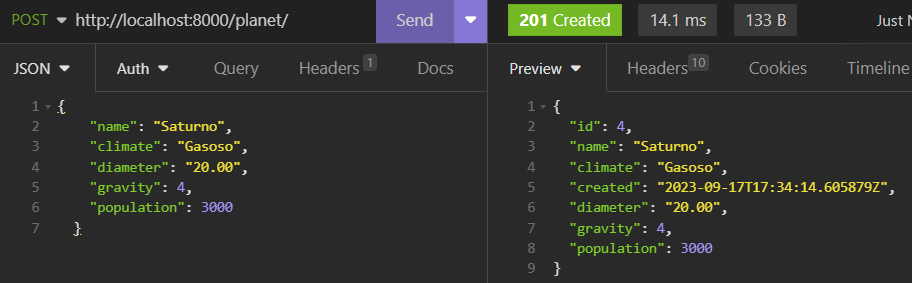 POST http://localhost:8000/planet/ Send 201 Created 14.1 ms 133 B Just N
JSON Auth Query Headers 1 Docs Preview Headers 10 Cookies Timeline
1 {
2 "name": "Saturno",
3 "climate": "Gasoso",
4 "diameter": "20.00",
5 "gravity": 4,
6 "population": 3000
7 }
1 {
2 "id": 4,
3 "name": "Saturno",
4 "climate": "Gasoso",
5 "created": "2023-09-17T17:34:14.605879Z",
6 "diameter": "20.00",
7 "gravity": 4,
8 "population": 3000
9 }